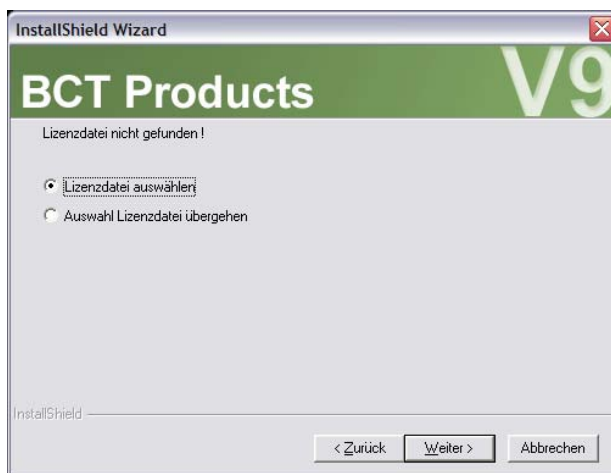 InstallShield Wizard
BCT Products V9
Lizenzdatei nicht gefunden !
Lizenzdatei auswählen
Auswahl Lizenzdatei übergehen
InstallShield
< Zurück Weiter > Abbrechen